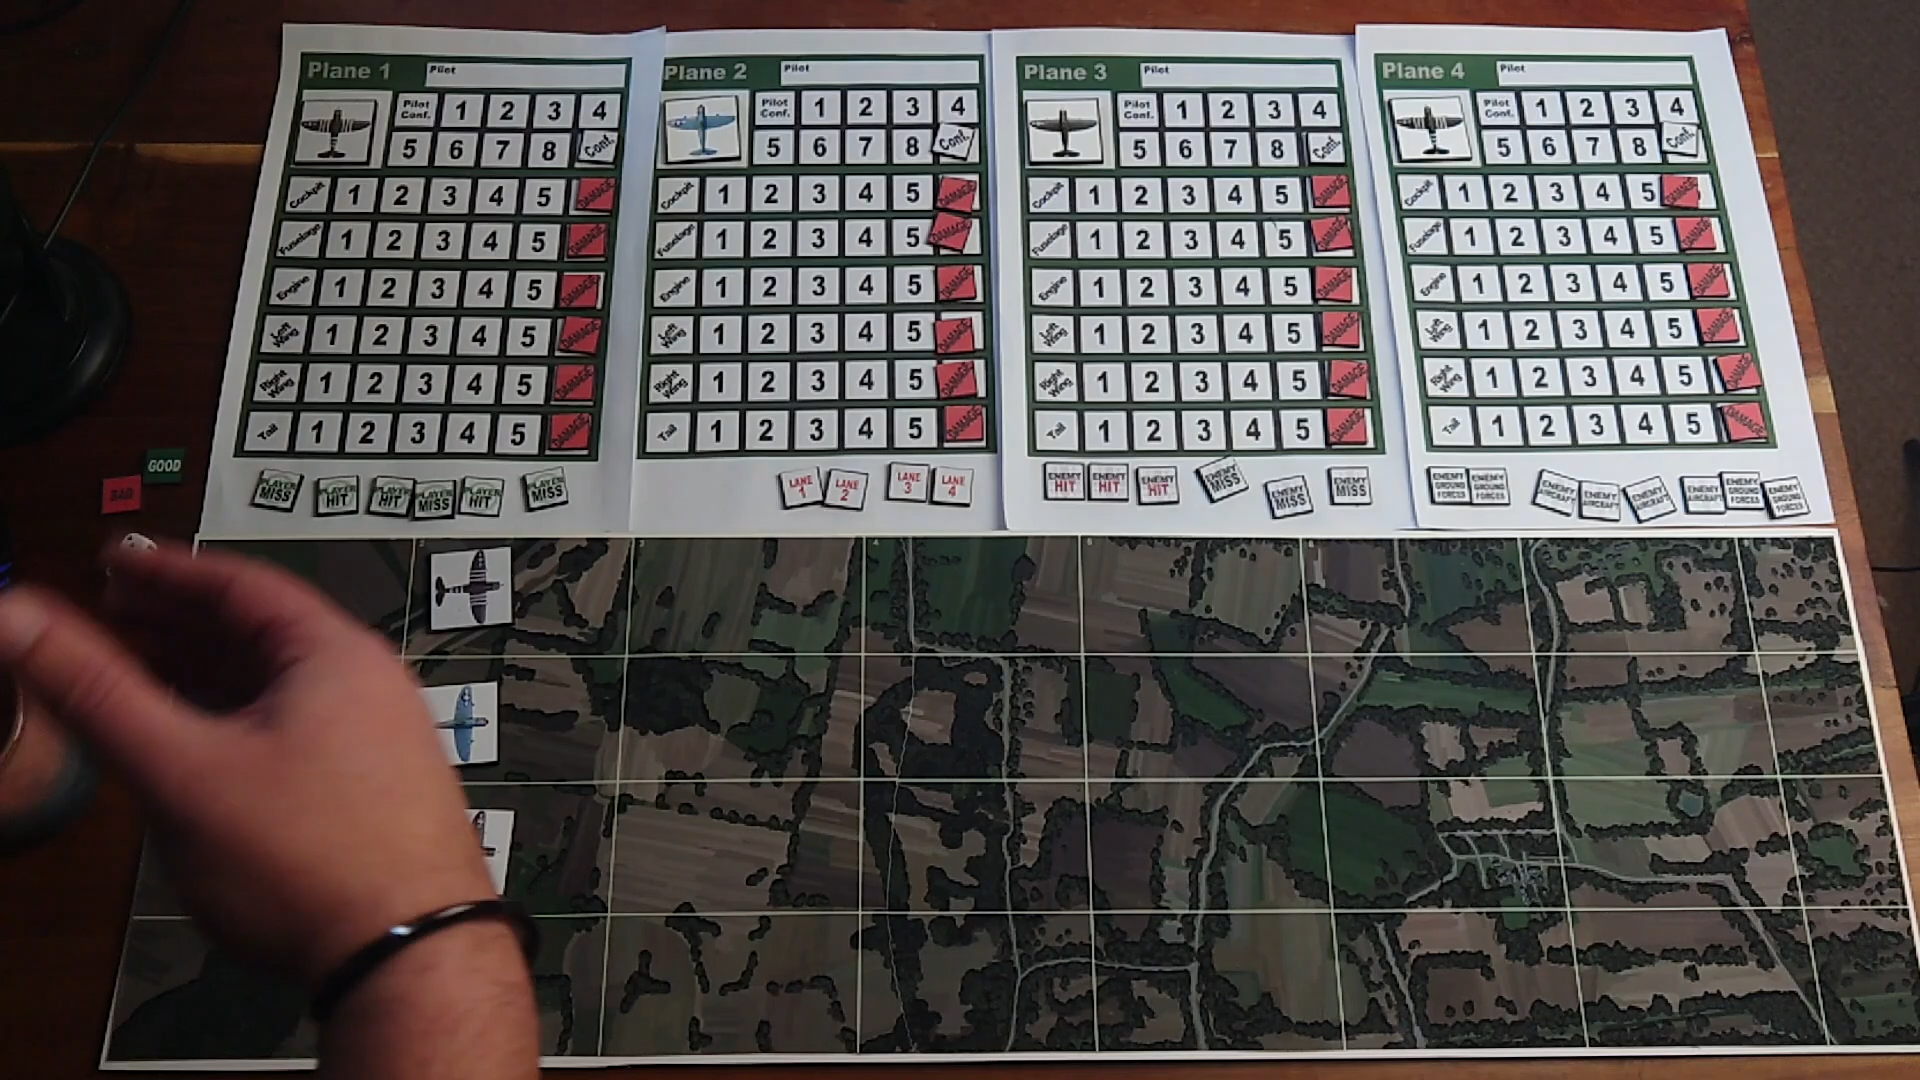 Plane 1 Pilot
Pilot Conf. 1 2 3 4
5 6 7 8 Conf.
Cockpit 1 2 3 4 5 DAMAGE
Fuselage 1 2 3 4 5 DAMAGE
Engine 1 2 3 4 5 DAMAGE
Left Wing 1 2 3 4 5 DAMAGE
Right Wing 1 2 3 4 5 DAMAGE
Tail 1 2 3 4 5 DAMAGE
Plane 2 Pilot
Pilot Conf. 1 2 3 4
5 6 7 8 Conf.
Cockpit 1 2 3 4 5 DAMAGE
Fuselage 1 2 3 4 5 DAMAGE
Engine 1 2 3 4 5 DAMAGE
Left Wing 1 2 3 4 5 DAMAGE
Right Wing 1 2 3 4 5 DAMAGE
Tail 1 2 3 4 5 DAMAGE
Plane 3 Pilot
Pilot Conf. 1 2 3 4
5 6 7 8 Conf.
Cockpit 1 2 3 4 5 DAMAGE
Fuselage 1 2 3 4 5 DAMAGE
Engine 1 2 3 4 5 DAMAGE
Left Wing 1 2 3 4 5 DAMAGE
Right Wing 1 2 3 4 5 DAMAGE
Tail 1 2 3 4 5 DAMAGE
Plane 4 Pilot
Pilot Conf. 1 2 3 4
5 6 7 8 Conf.
Cockpit 1 2 3 4 5 DAMAGE
Fuselage 1 2 3 4 5 DAMAGE
Engine 1 2 3 4 5 DAMAGE
Left Wing 1 2 3 4 5 DAMAGE
Right Wing 1 2 3 4 5 DAMAGE
Tail 1 2 3 4 5 DAMAGE
GOOD
BAD
PLAYER MISS
PLAYER HIT
PLAYER HIT
PLAYER MISS
PLAYER HIT
PLAYER MISS
LANE 1
LANE 2
LANE 3
LANE 4
ENEMY HIT
ENEMY HIT
ENEMY HIT
ENEMY MISS
ENEMY MISS
ENEMY MISS
ENEMY GROUND FORCES
ENEMY GROUND FORCES
ENEMY AIRCRAFT
ENEMY AIRCRAFT
ENEMY AIRCRAFT
ENEMY AIRCRAFT
ENEMY GROUND FORCES
ENEMY GROUND FORCES
2 3 4 5 6